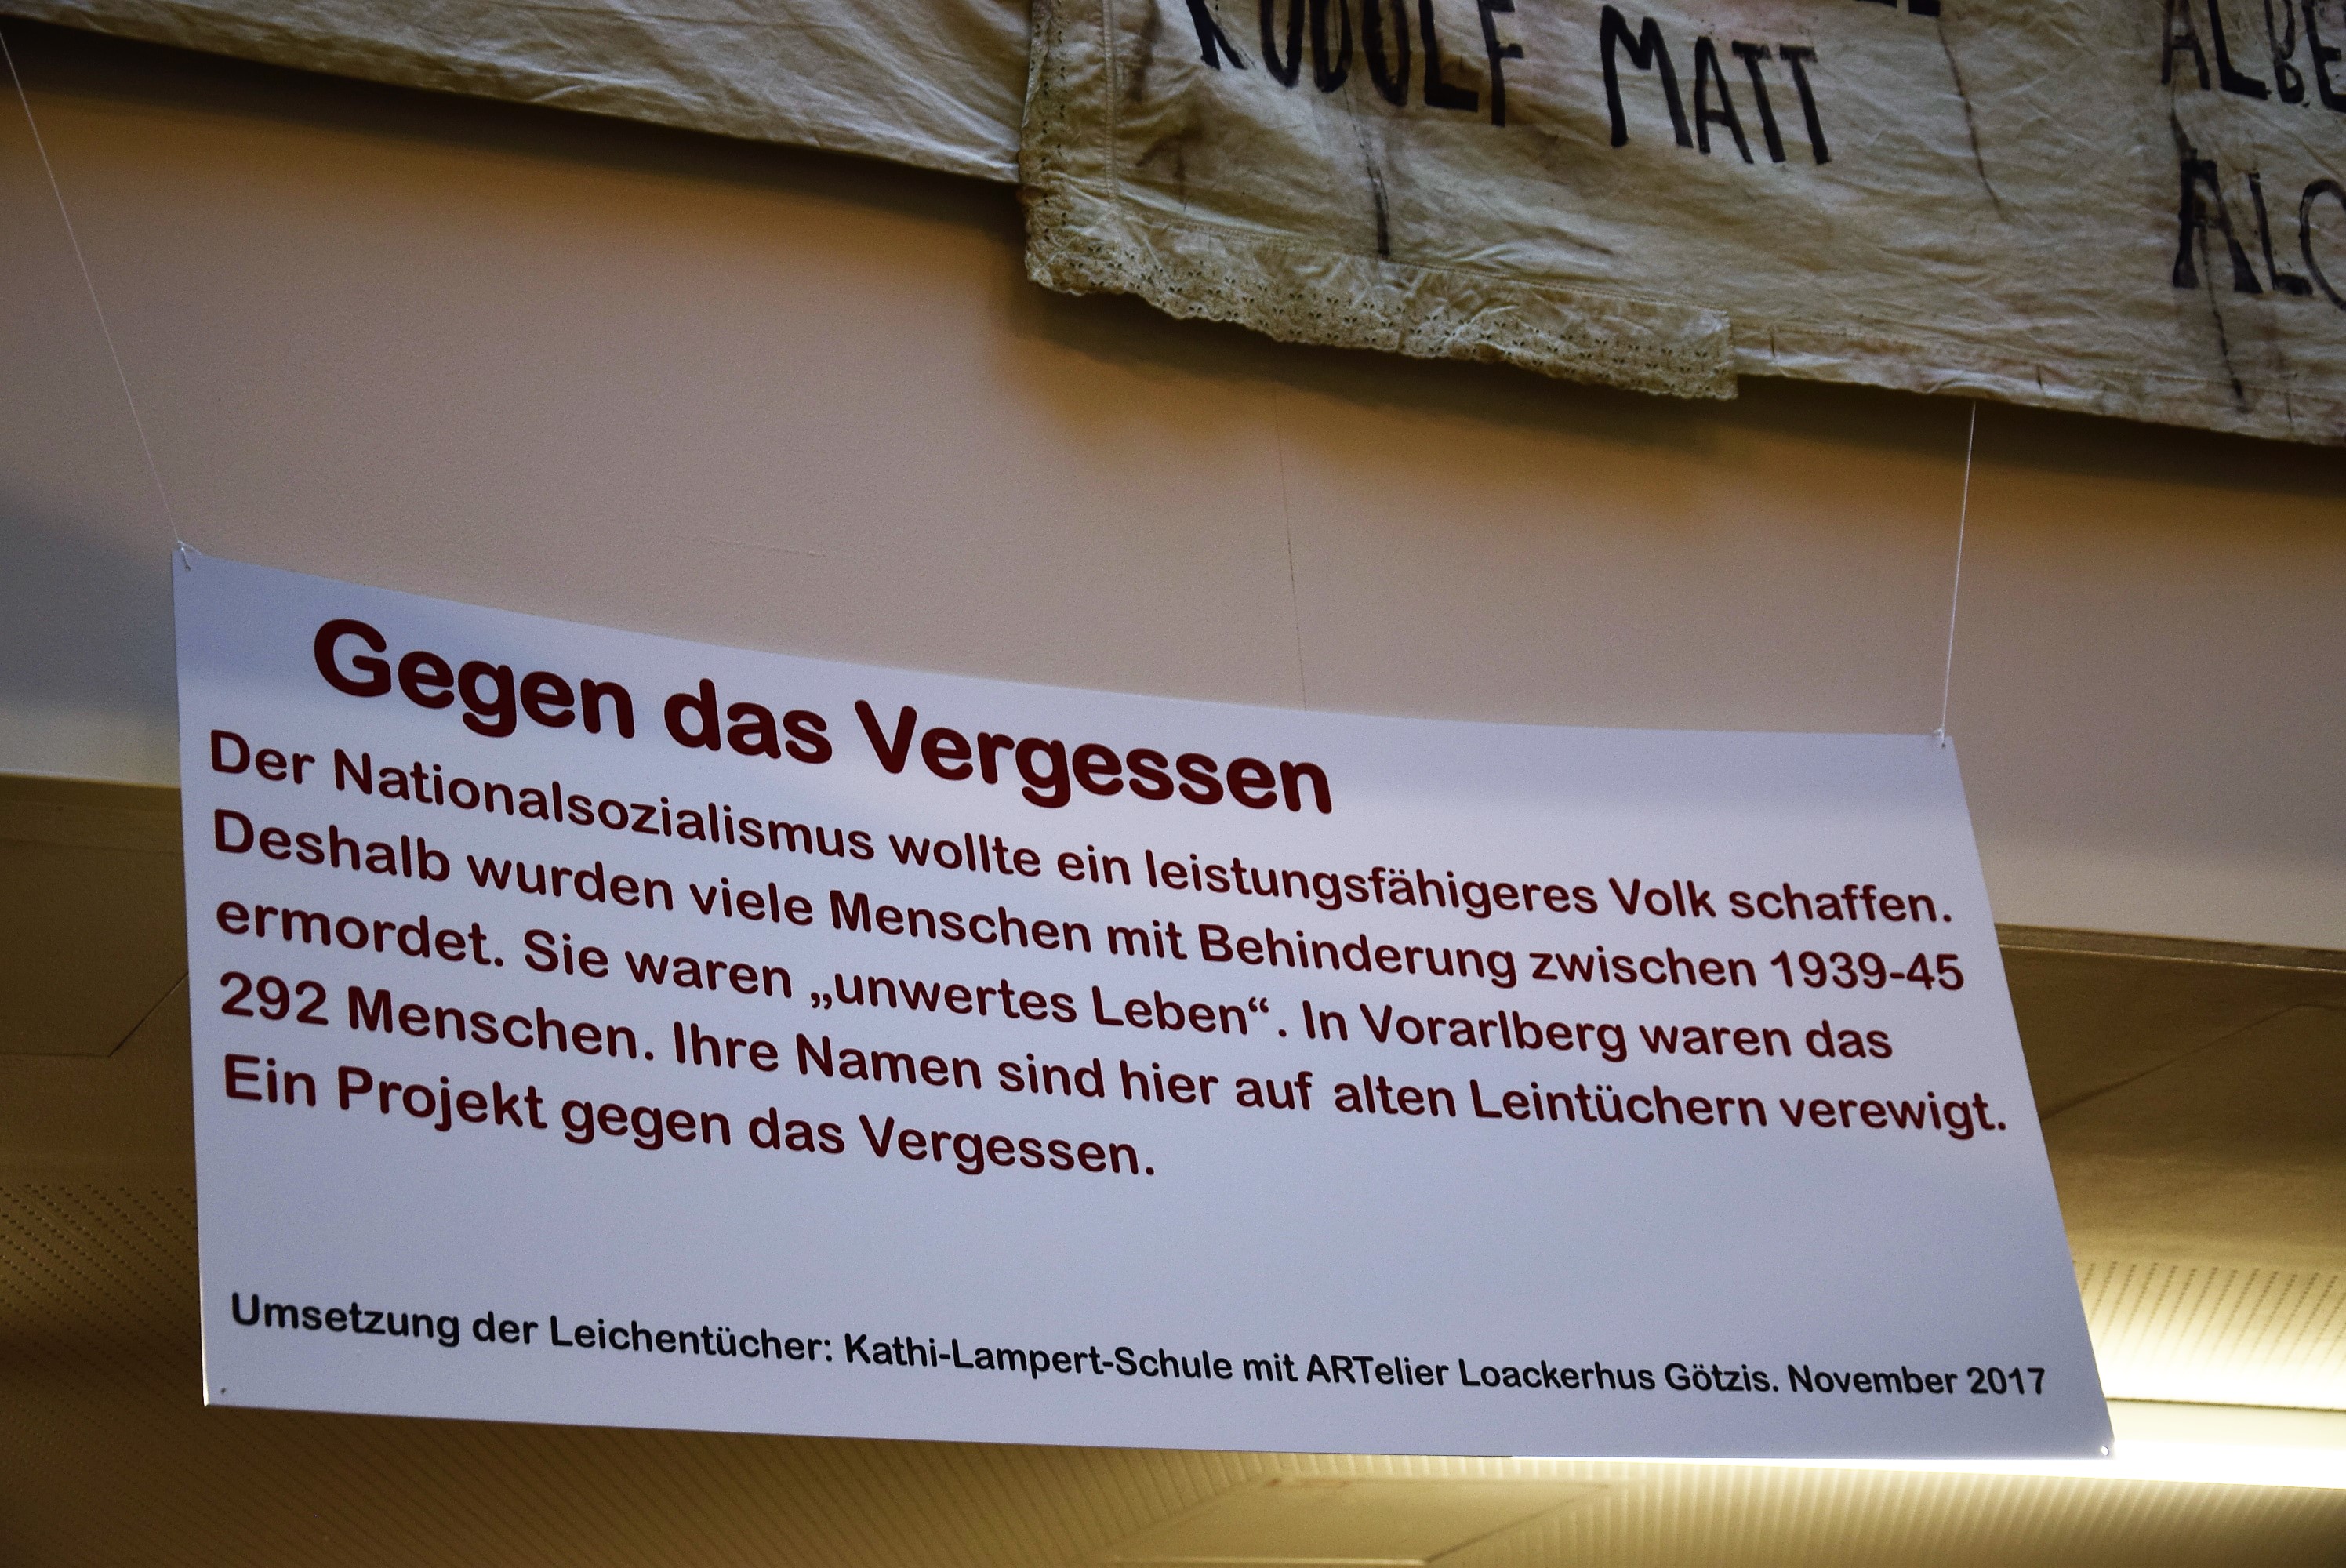 RUDOLF MATT
ALBE
ALO
Gegen das Vergessen
Der Nationalsozialismus wollte ein leistungsfähigeres Volk schaffen.
Deshalb wurden viele Menschen mit Behinderung zwischen 1939-45
ermordet. Sie waren „unwertes Leben“. In Vorarlberg waren das
292 Menschen. Ihre Namen sind hier auf alten Leintüchern verewigt.
Ein Projekt gegen das Vergessen.
Umsetzung der Leichentücher: Kathi-Lampert-Schule mit ARTelier Loackerhus Götzis. November 2017